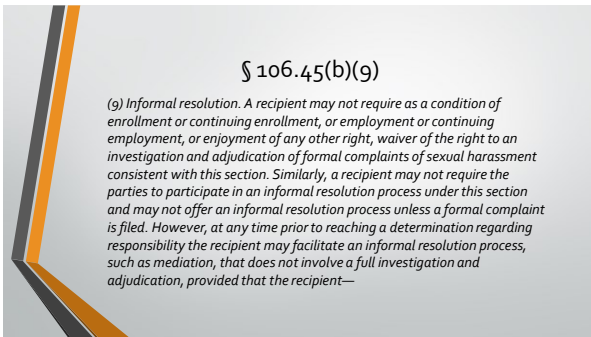 § 106.45(b)(9)
(9) Informal resolution. A recipient may not require as a condition of
enrollment or continuing enrollment, or employment or continuing
employment, or enjoyment of any other right, waiver of the right to an
investigation and adjudication of formal complaints of sexual harassment
consistent with this section. Similarly, a recipient may not require the
parties to participate in an informal resolution process under this section
and may not offer an informal resolution process unless a formal complaint
is filed. However, at any time prior to reaching a determination regarding
responsibility the recipient may facilitate an informal resolution process,
such as mediation, that does not involve a full investigation and
adjudication, provided that the recipient—